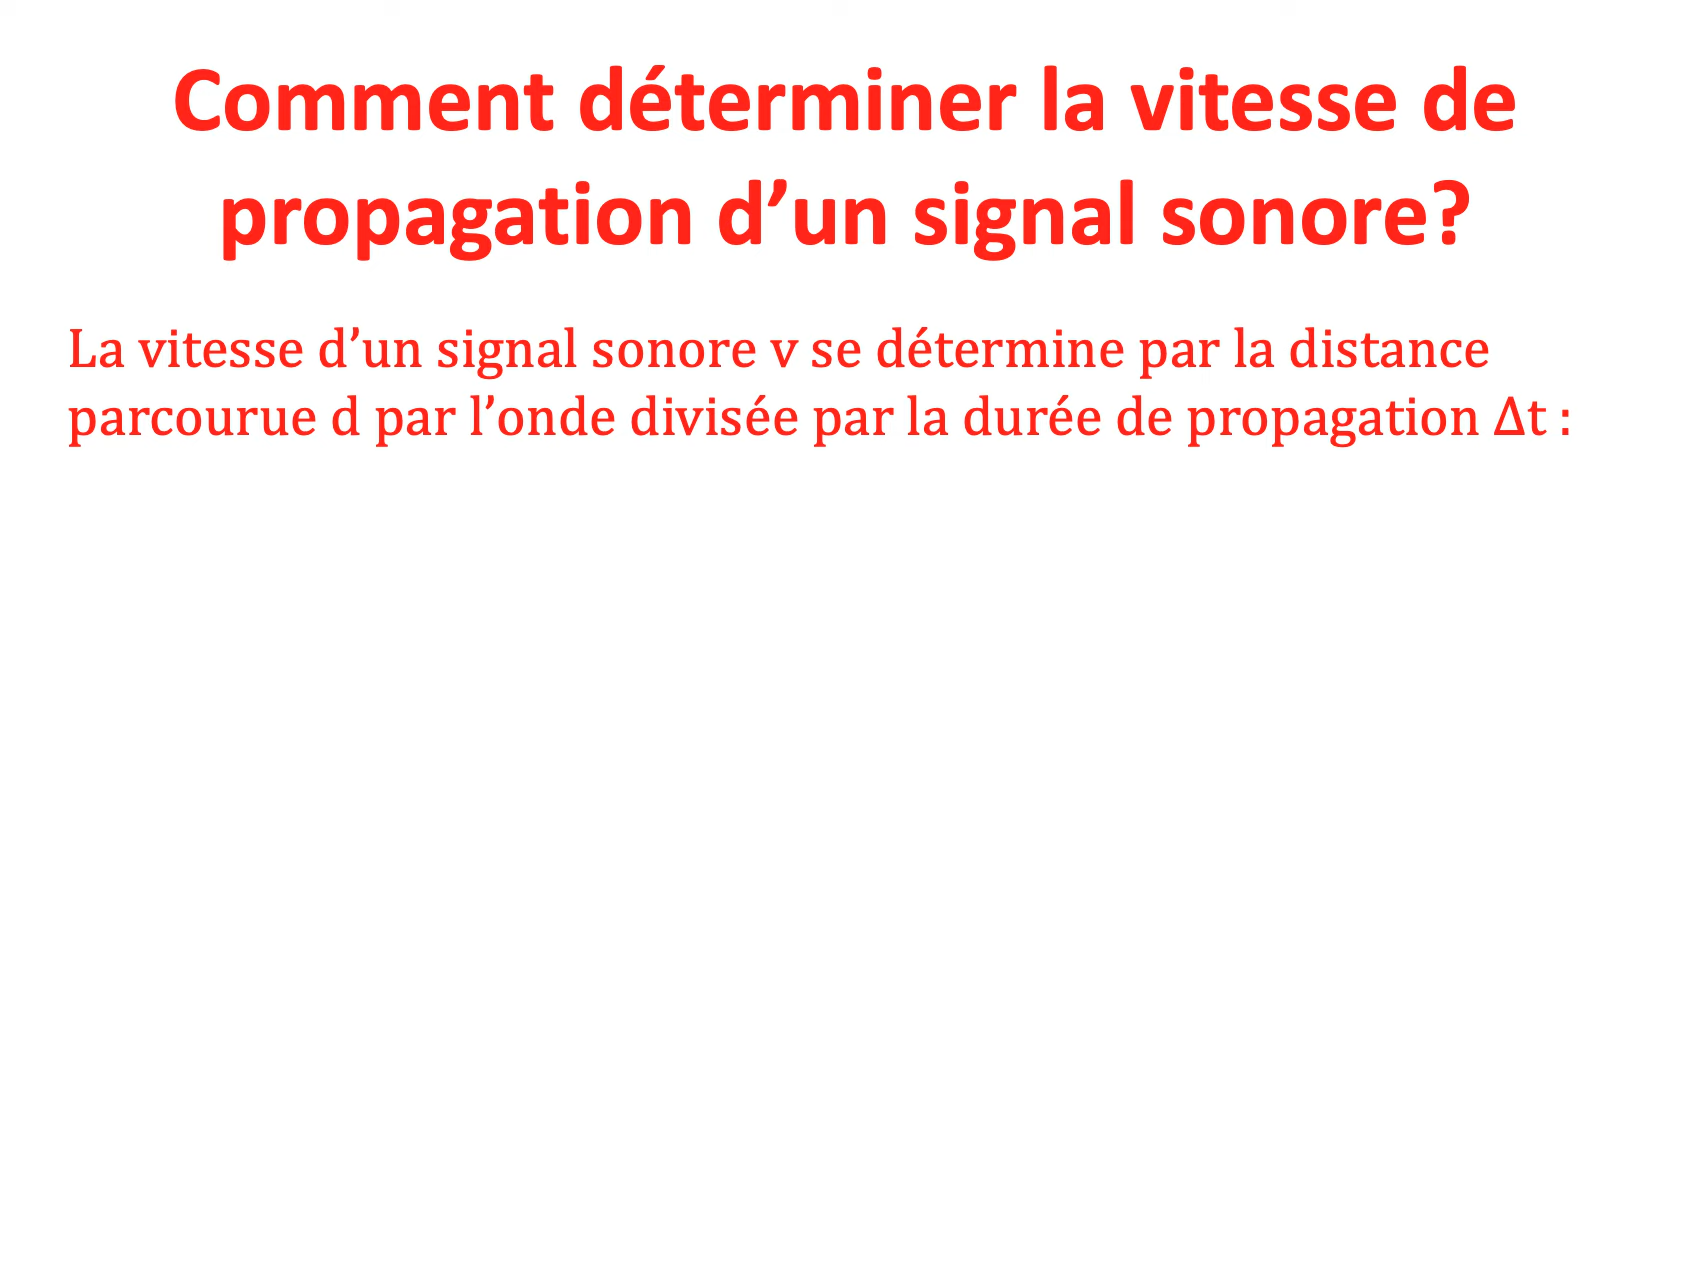 Comment déterminer la vitesse de
propagation d’un signal sonore?
La vitesse d’un signal sonore v se détermine par la distance
parcourue d par l’onde divisée par la durée de propagation Δt :